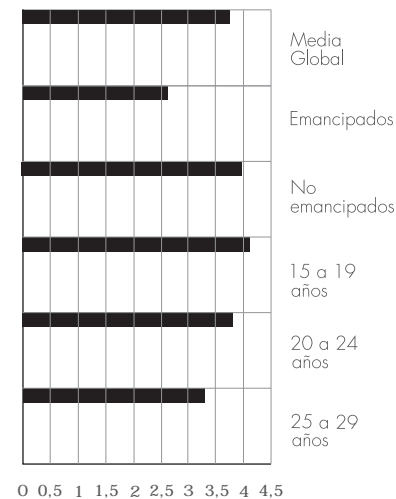 Media
Global
Emancipados
No
emancipados
15 a 19
años
20 a 24
años
25 a 29
años
0 0,5 1 1,5 2 2,5 3 3,5 4 4,5